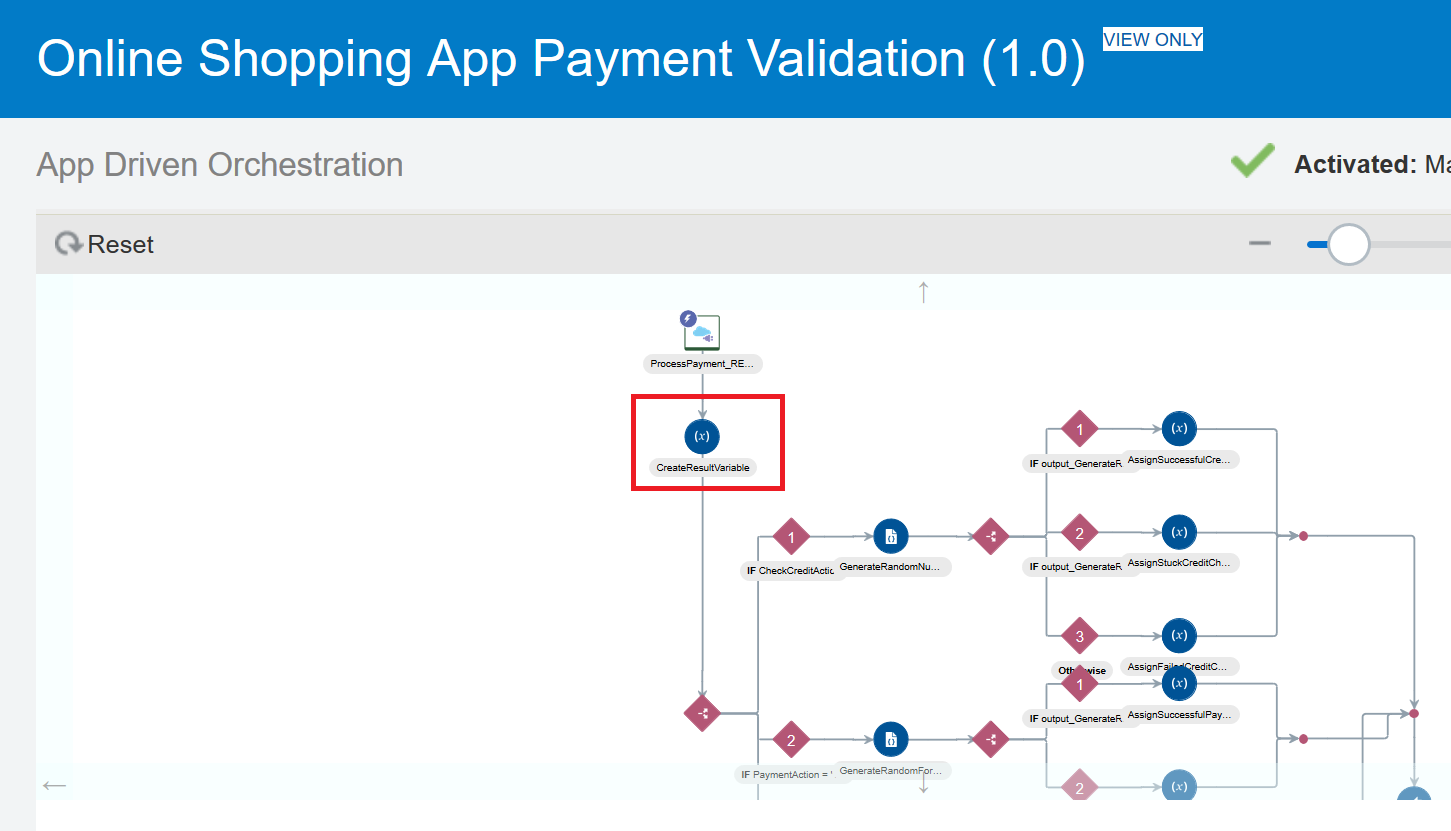 Online Shopping App Payment Validation (1.0) VIEW ONLY
App Driven Orchestration
Activated: Ma
Reset
ProcessPayment_RE...
(x)
CreateResultVariable
1
IF CheckCreditActio
GenerateRandomNu...
1
IF output_GenerateR
(x)
AssignSuccessfulCre...
2
IF output_GenerateR
(x)
AssignStuckCreditCh...
3
Otherwise
(x)
AssignFailedCreditC...
2
IF PaymentAction = '
GenerateRandomFor...
1
IF output_GenerateR
(x)
AssignSuccessfulPay...
2
(x)